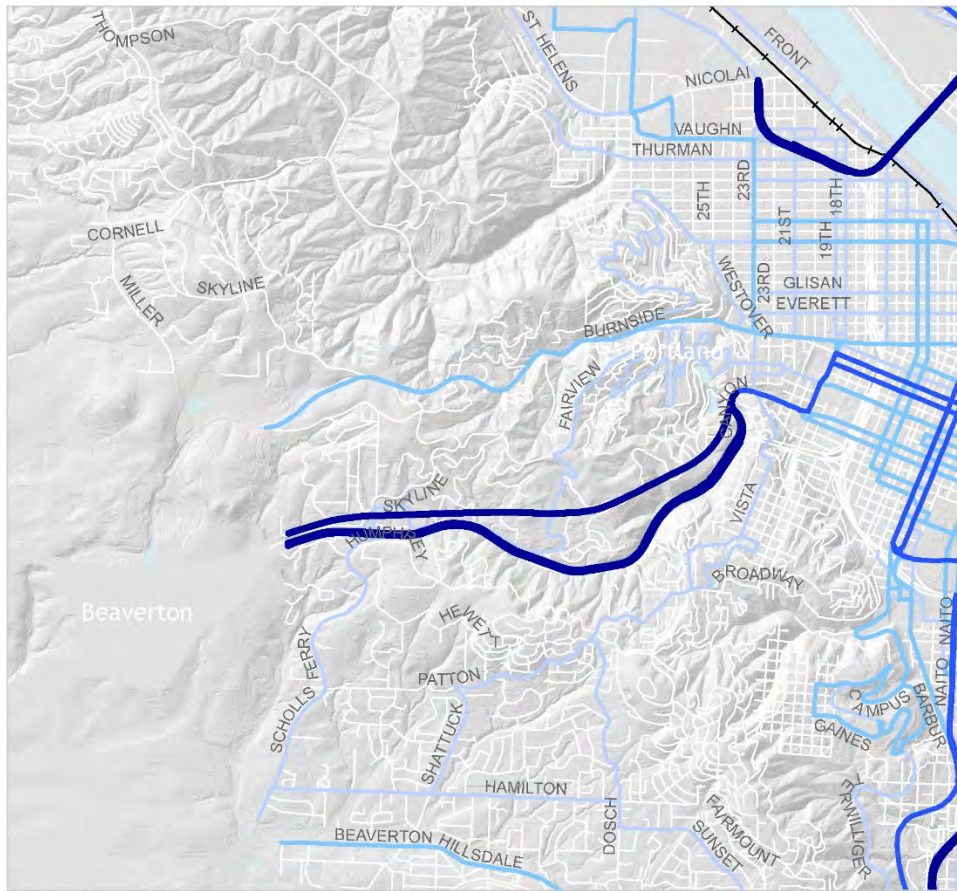 THOMPSON
ST HELENS
FRONT
NICOLAI
VAUGHN
THURMAN
23RD
25TH
18TH
21ST
19TH
CORNELL
SKYLINE
MILLER
WESTOVER
23RD
GLISAN
EVERETT
BURNSIDE
Portland
FAIRVIEW
CANYON
SKYLINE
HUMPHREY
VISTA
BROADWAY
Beaverton
HEWETT
SCHOLLS FERRY
PATTON
SHATTUCK
NAITO
NAITO
BARBUR
CAMPUS
GAINES
HAMILTON
DOSCH
FAIRMOUNT
SUNSET
TERWILLIGER
BEAVERTON HILLSDALE